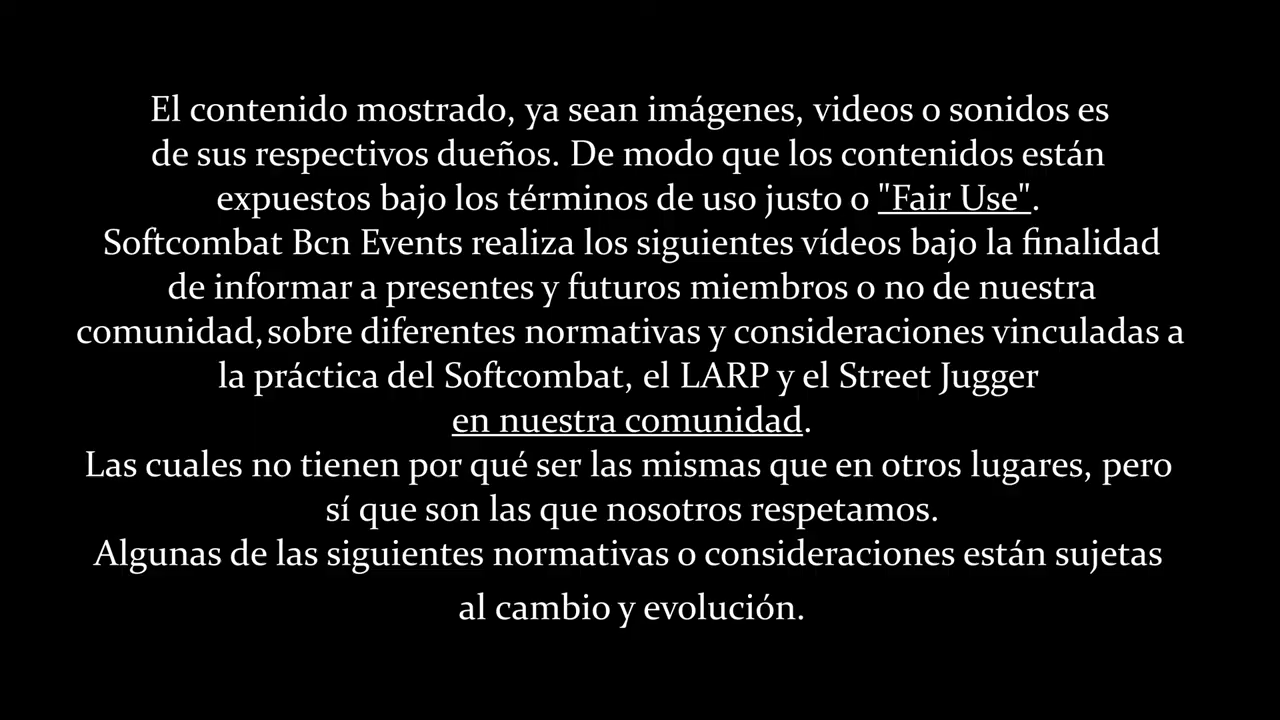 El contenido mostrado, ya sean imágenes, videos o sonidos es
de sus respectivos dueños. De modo que los contenidos están
expuestos bajo los términos de uso justo o "Fair Use".
Softcombat Bcn Events realiza los siguientes vídeos bajo la finalidad
de informar a presentes y futuros miembros o no de nuestra
comunidad, sobre diferentes normativas y consideraciones vinculadas a
la práctica del Softcombat, el LARP y el Street Jugger
en nuestra comunidad.
Las cuales no tienen por qué ser las mismas que en otros lugares, pero
sí que son las que nosotros respetamos.
Algunas de las siguientes normativas o consideraciones están sujetas
al cambio y evolución.